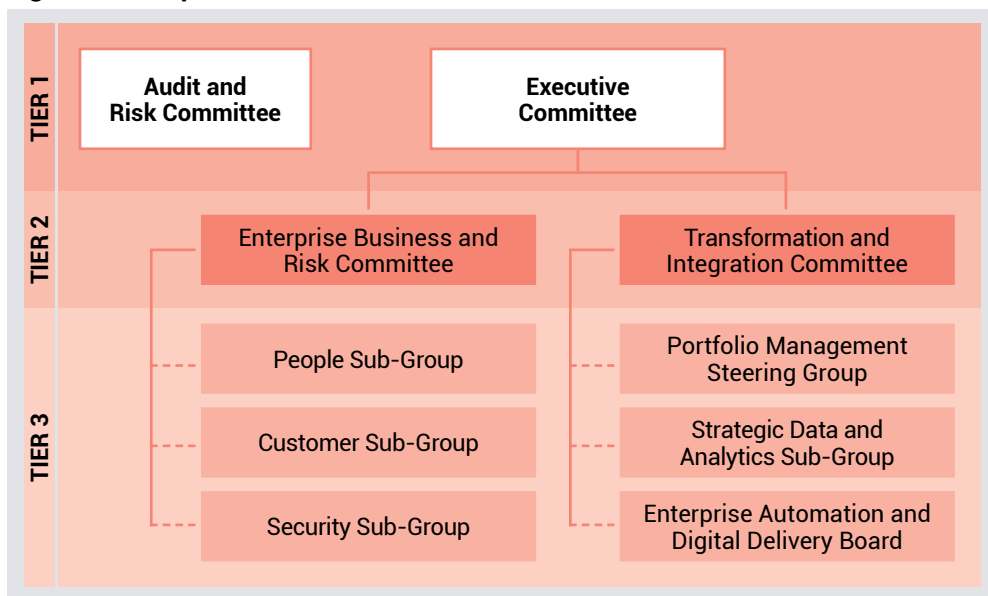 TIER 1
Audit and
Risk Committee
Executive
Committee
TIER 2
Enterprise Business and
Risk Committee
Transformation and
Integration Committee
TIER 3
People Sub-Group
Portfolio Management
Steering Group
Customer Sub-Group
Strategic Data and
Analytics Sub-Group
Security Sub-Group
Enterprise Automation and
Digital Delivery Board